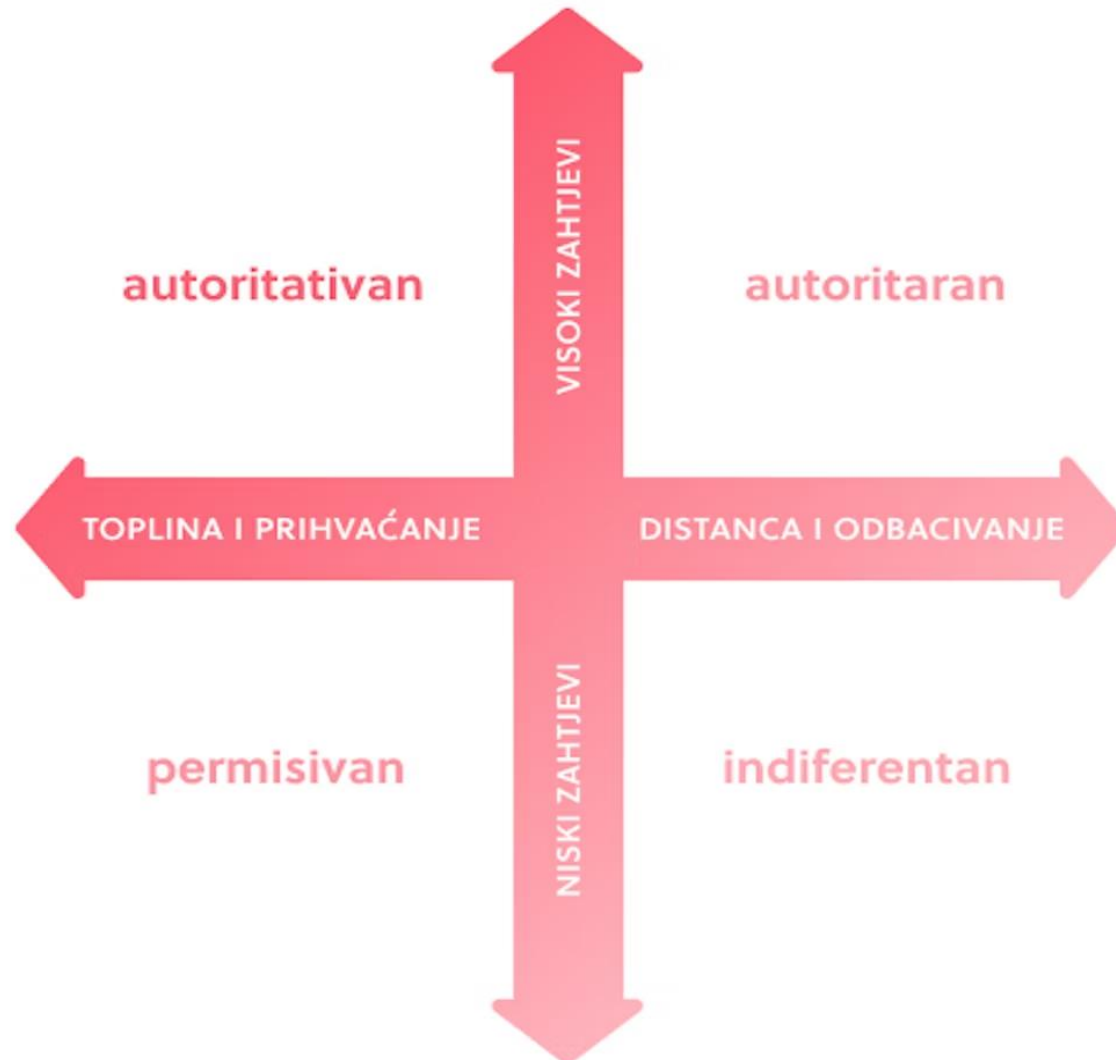 VISOKI ZAHTJEVI
autoritativan
autoritaran
TOPLINA I PRIHVAĆANJE
DISTANCA I ODBACIVANJE
permisivan
indiferentan
NISKI ZAHTJEVI